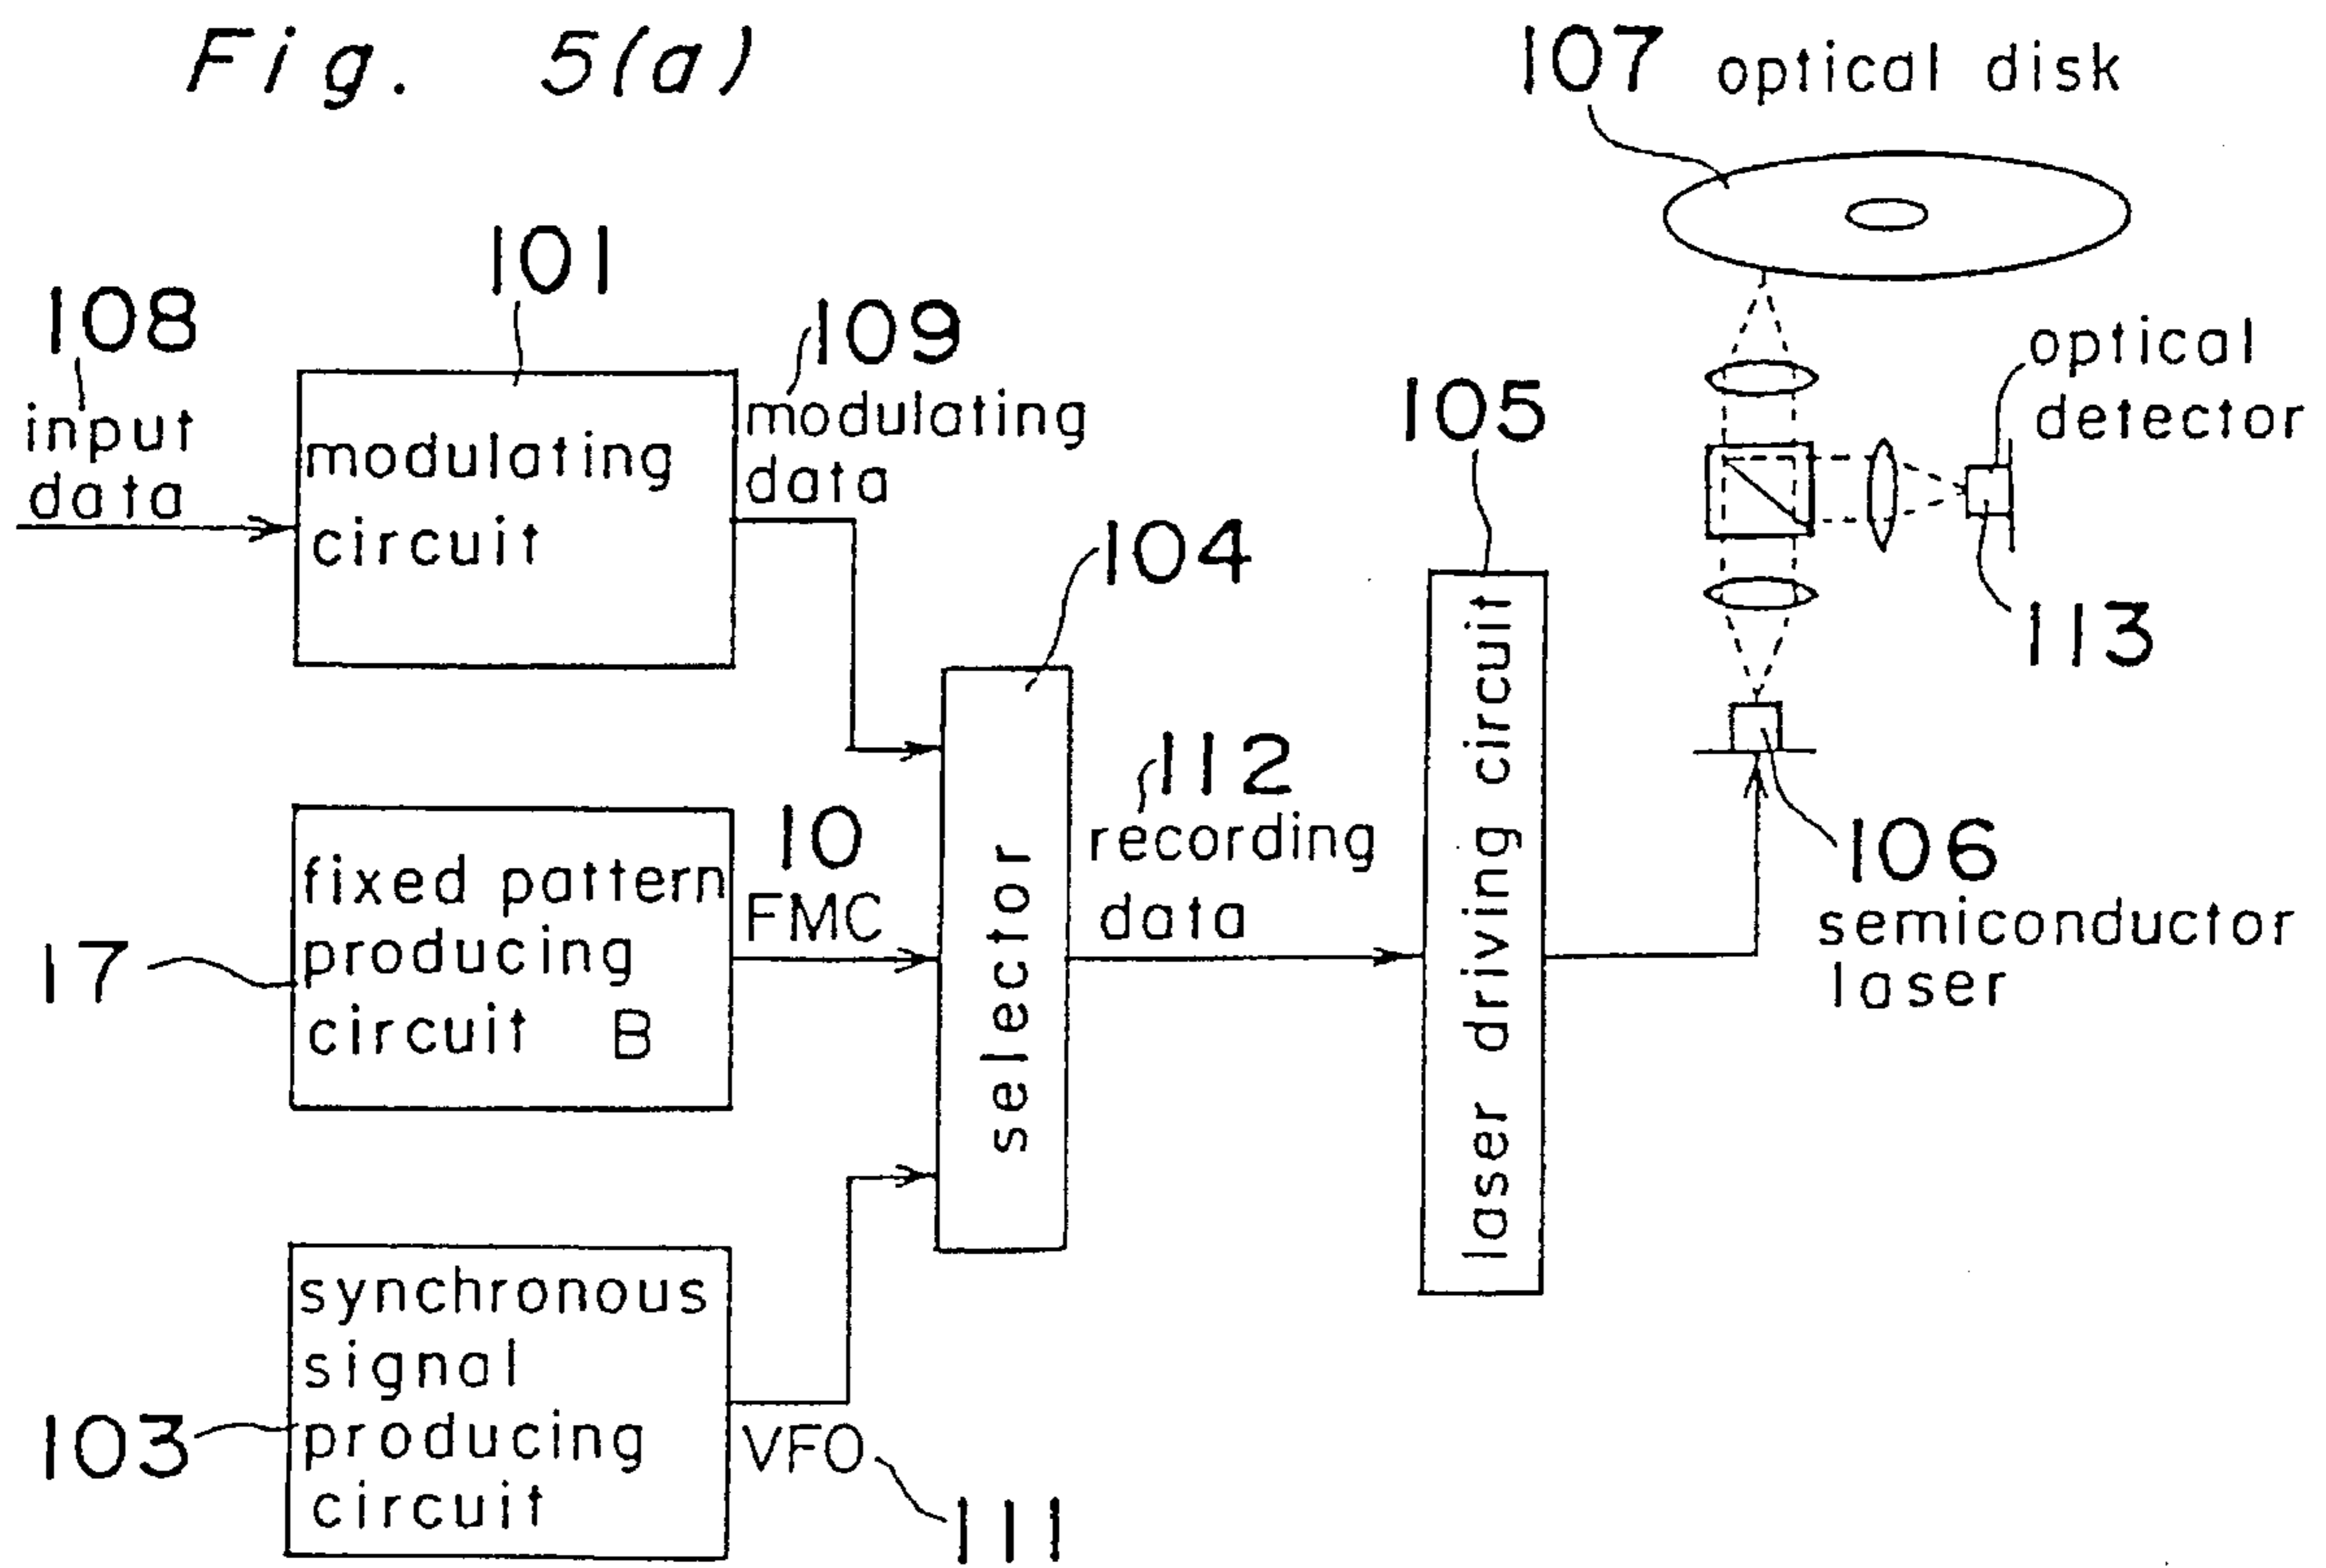 Fig. 5(a)
107 optical disk
101
108
input
data
modulating
circuit
109
modulating
data
104
105
optical
detector
113
17
fixed pattern
producing
circuit B
10
FMC
selector
112
recording
data
laser driving circuit
106
semiconductor
laser
103
synchronous
signal
producing
circuit
VFO
111